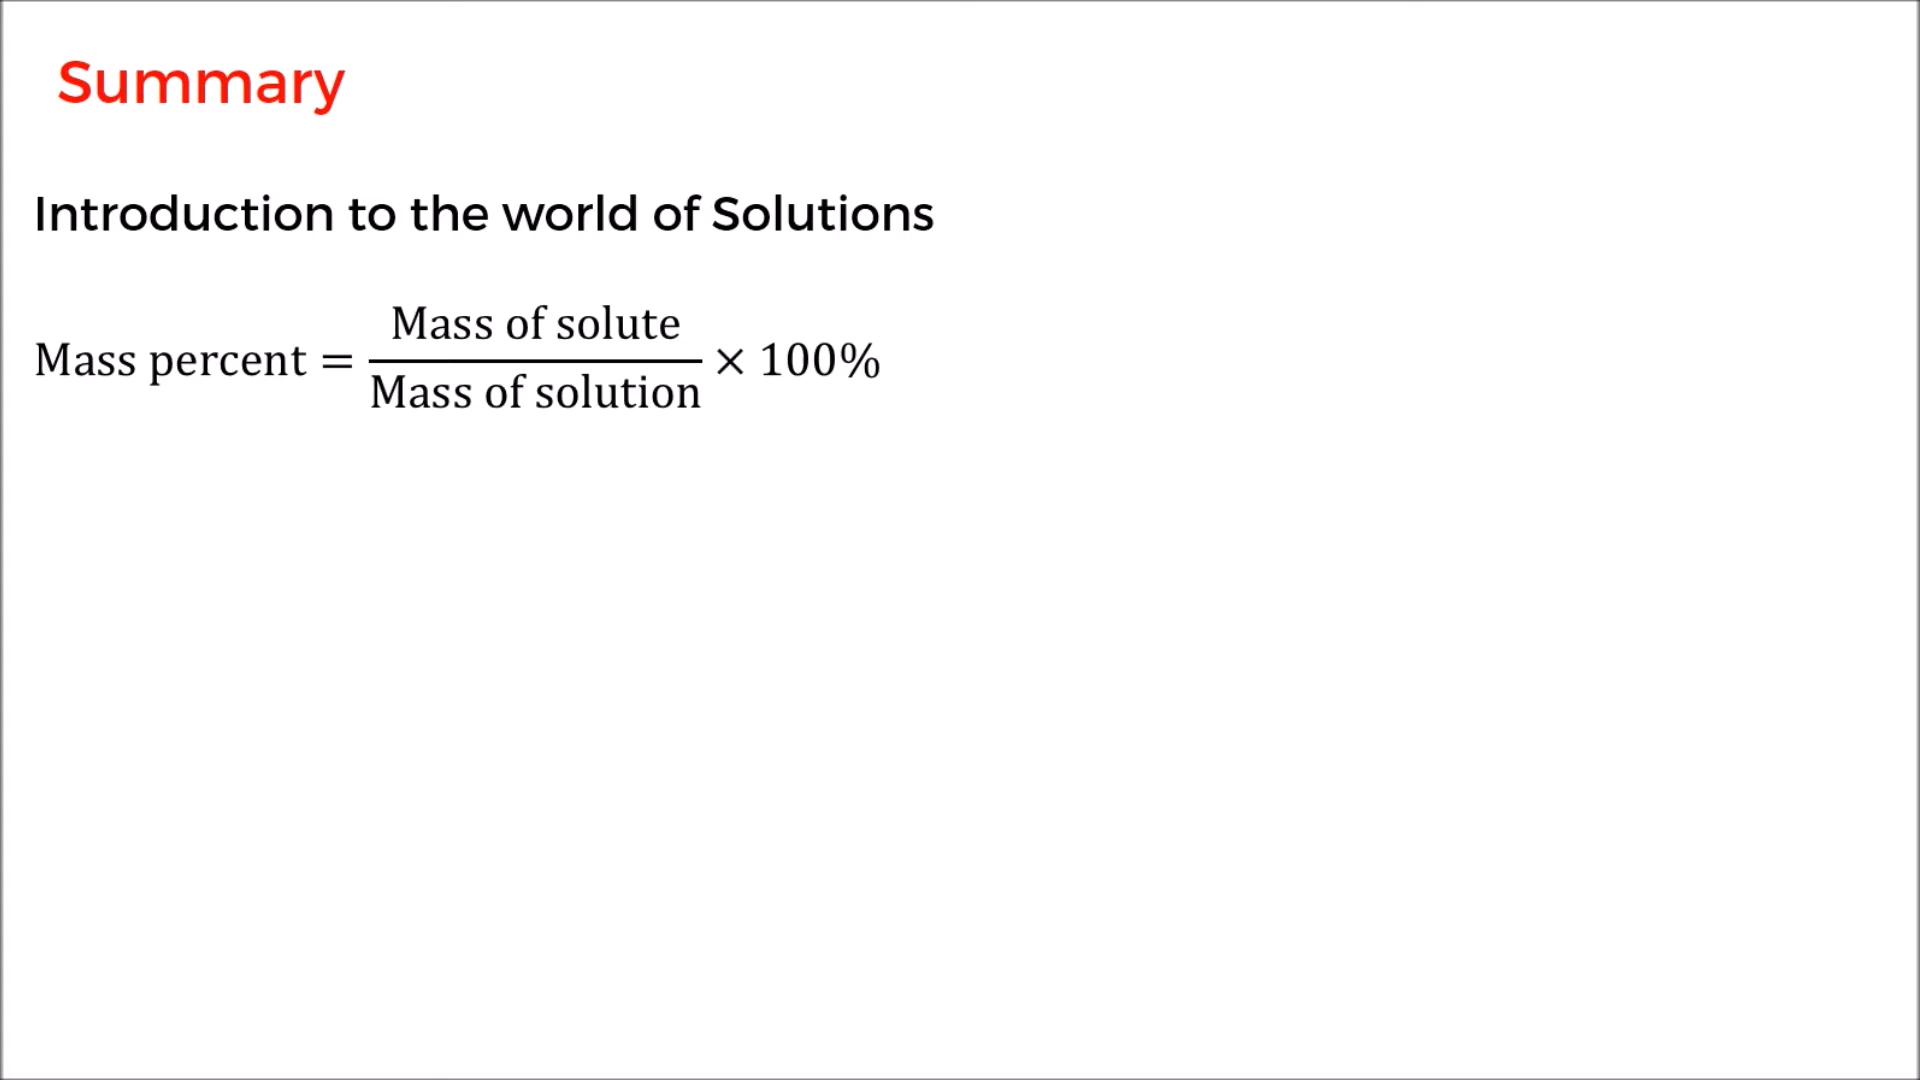 Summary
Introduction to the world of Solutions
Mass percent = Mass of solute / Mass of solution × 100%